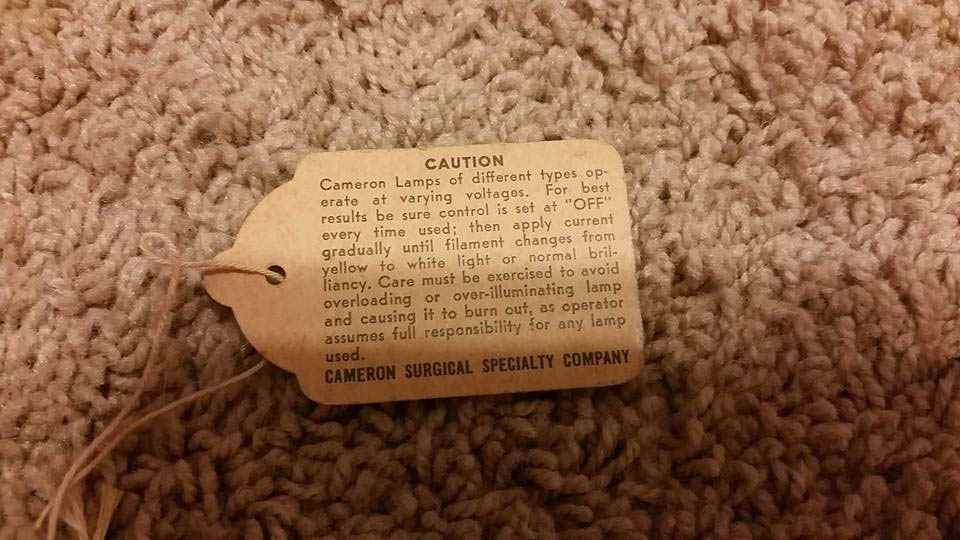 CAUTION
Cameron Lamps of different types op-
erate at varying voltages. For best
results be sure control is set at "OFF"
every time used; then apply current
gradually until filament changes from
yellow to white light or normal bril-
liancy. Care must be exercised to avoid
overloading or over-illuminating lamp
and causing it to burn out, as operator
assumes full responsibility for any lamp
used.
CAMERON SURGICAL SPECIALTY COMPANY